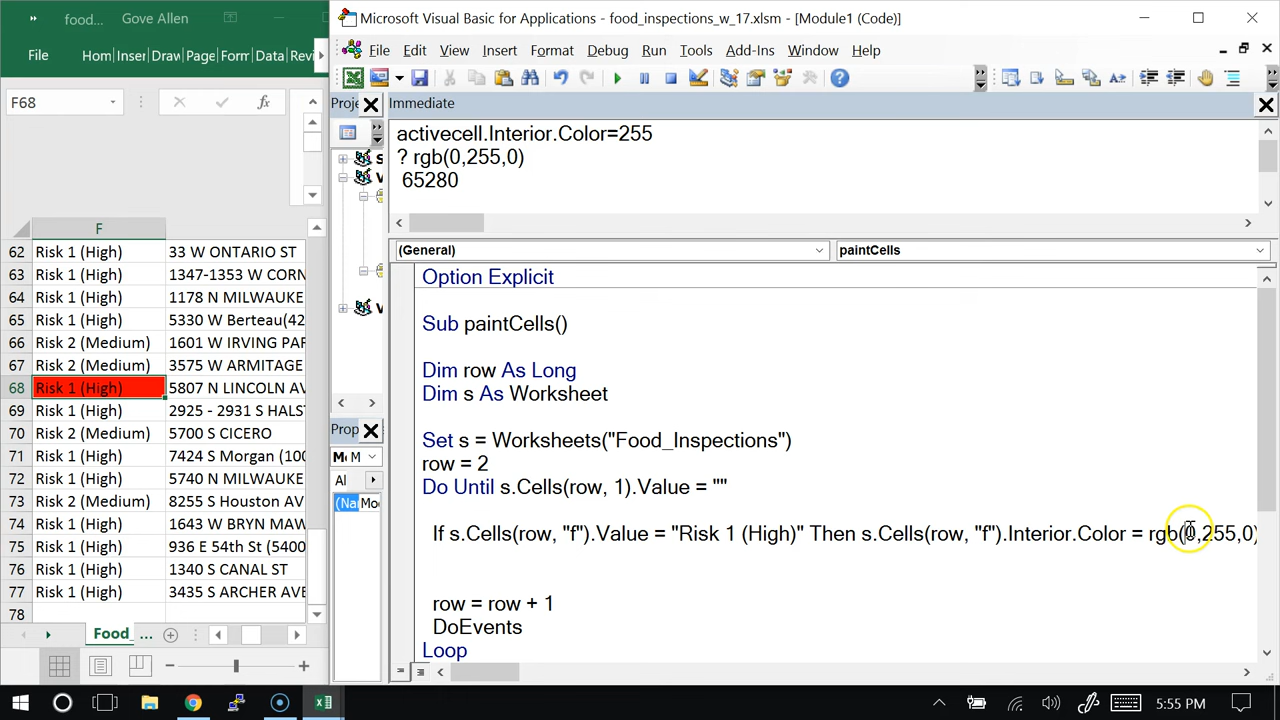 food...
Gove Allen
File
Hom
Inser
Draw
Page
Form
Data
Revi
F68
fx
F
62 Risk 1 (High) 33 W ONTARIO ST
63 Risk 1 (High) 1347-1353 W CORN
64 Risk 1 (High) 1178 N MILWAUKE
65 Risk 1 (High) 5330 W Berteau(42
66 Risk 2 (Medium) 1601 W IRVING PAR
67 Risk 2 (Medium) 3575 W ARMITAGE
68 Risk 1 (High) 5807 N LINCOLN AV
69 Risk 1 (High) 2925 - 2931 S HALST
70 Risk 2 (Medium) 5700 S CICERO
71 Risk 1 (High) 7424 S Morgan (100
72 Risk 1 (High) 5740 N MILWAUKE
73 Risk 2 (Medium) 8255 S Houston AV
74 Risk 1 (High) 1643 W BRYN MAW
75 Risk 1 (High) 936 E 54th St (5400
76 Risk 1 (High) 1340 S CANAL ST
77 Risk 1 (High) 3435 S ARCHER AVE
78
Food_ ...
Microsoft Visual Basic for Applications - food_inspections_w_17.xlsm - [Module1 (Code)]
File Edit View Insert Format Debug Run Tools Add-Ins Window Help
Proje
Immediate
activecell.Interior.Color=255
? rgb(0,255,0)
65280
S
V
V
Prop
Mo M
Al
(Na Mo
(General)
paintCells
Option Explicit
Sub paintCells()
Dim row As Long
Dim s As Worksheet
Set s = Worksheets("Food_Inspections")
row = 2
Do Until s.Cells(row, 1).Value = ""
If s.Cells(row, "f").Value = "Risk 1 (High)" Then s.Cells(row, "f").Interior.Color = rgb(0,255,0)
row = row + 1
DoEvents
Loop
5:55 PM